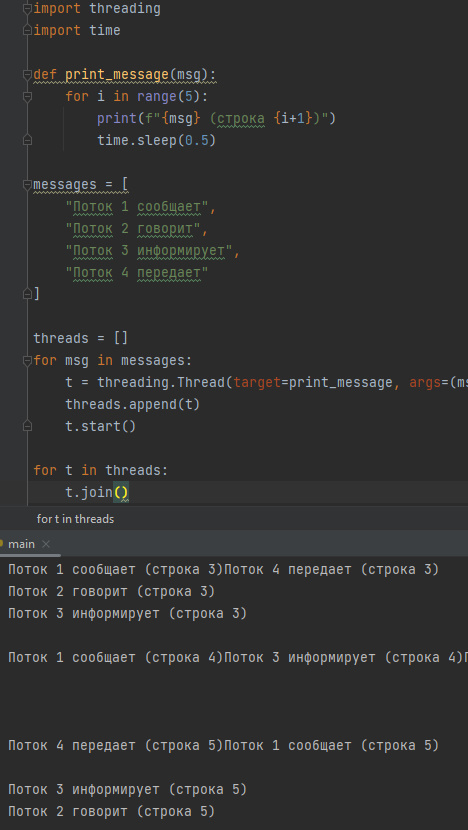 import threading
import time
def print_message(msg):
    for i in range(5):
        print(f"{msg} (строка {i+1})")
        time.sleep(0.5)
messages = [
    "Поток 1 сообщает",
    "Поток 2 говорит",
    "Поток 3 информирует",
    "Поток 4 передает"
]
threads = []
for msg in messages:
    t = threading.Thread(target=print_message, args=(ms
    threads.append(t)
    t.start()
for t in threads:
    t.join()
for t in threads
main ×
Поток 1 сообщает (строка 3)Поток 4 передает (строка 3)
Поток 2 говорит (строка 3)
Поток 3 информирует (строка 3)
Поток 1 сообщает (строка 4)Поток 3 информирует (строка 4)
Поток 4 передает (строка 5)Поток 1 сообщает (строка 5)
Поток 3 информирует (строка 5)
Поток 2 говорит (строка 5)